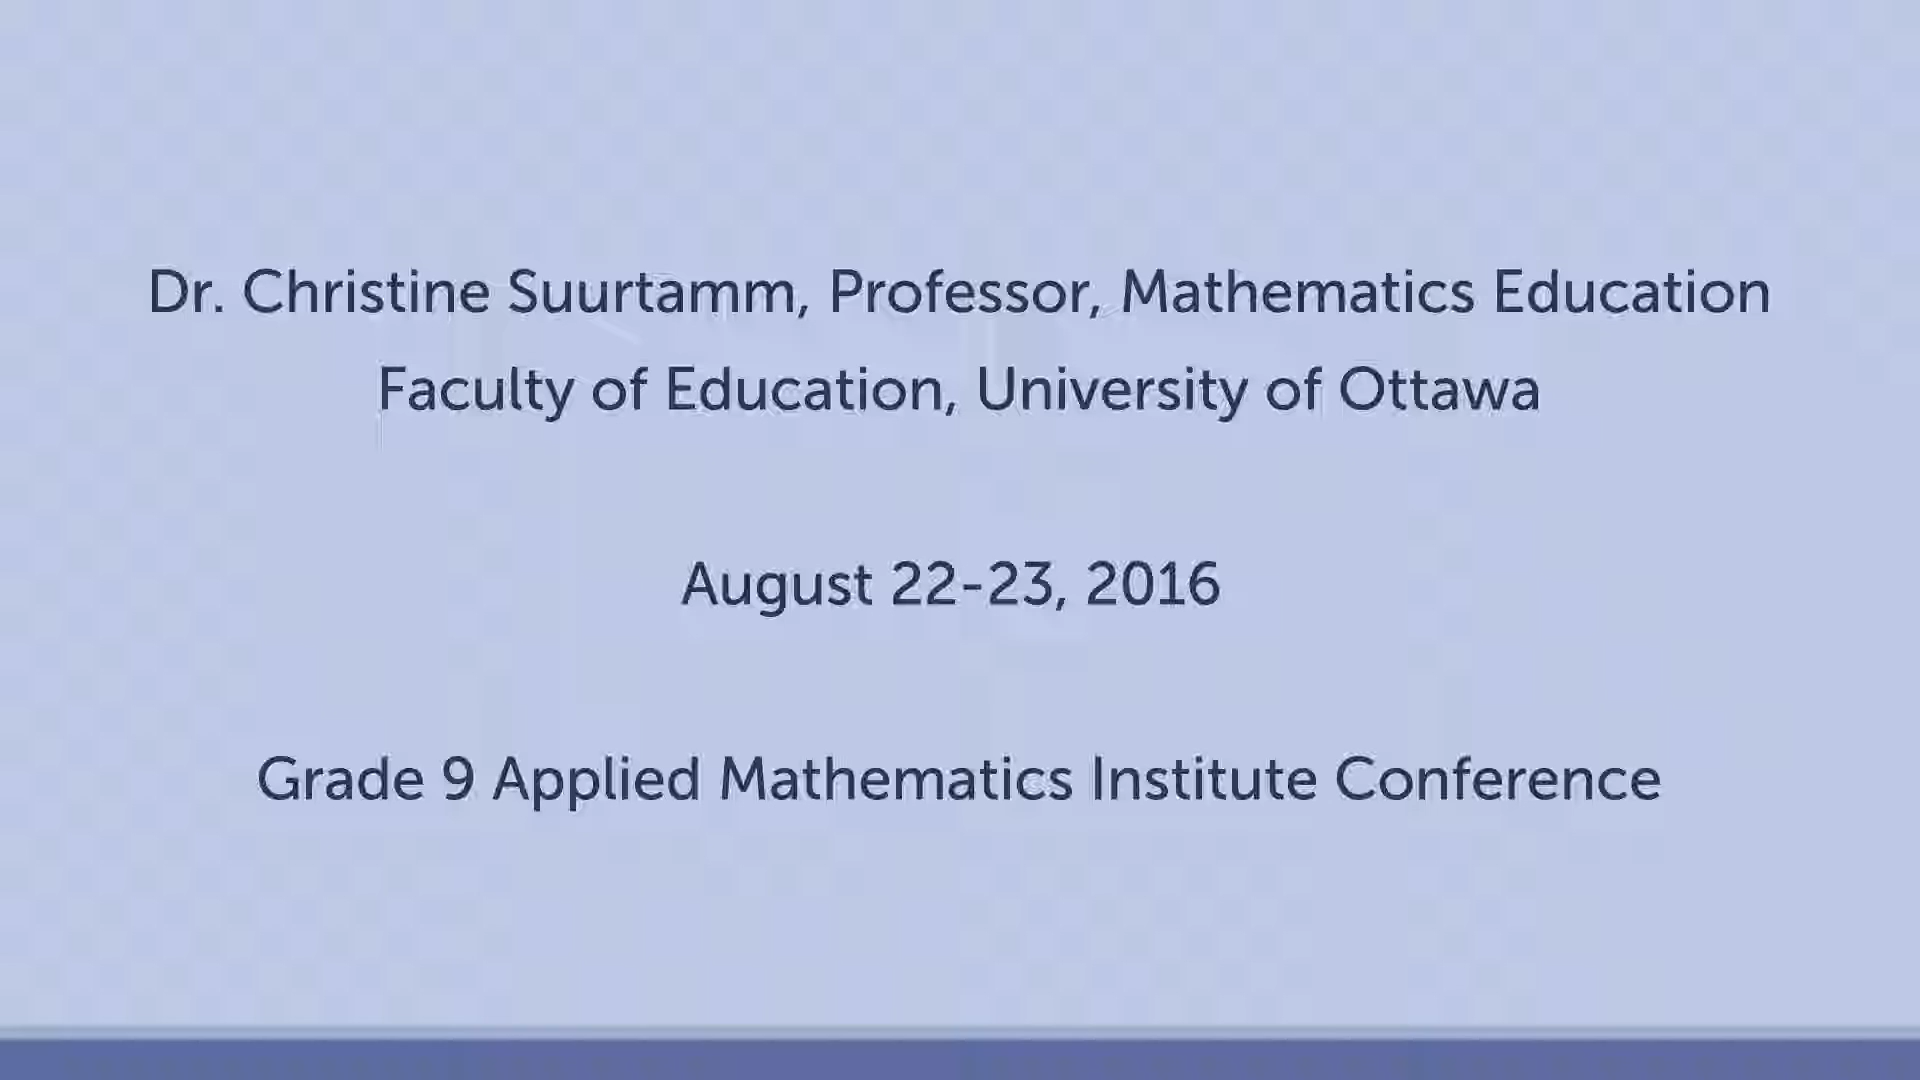 Dr. Christine Suurtamm, Professor, Mathematics Education
Faculty of Education, University of Ottawa
August 22-23, 2016
Grade 9 Applied Mathematics Institute Conference